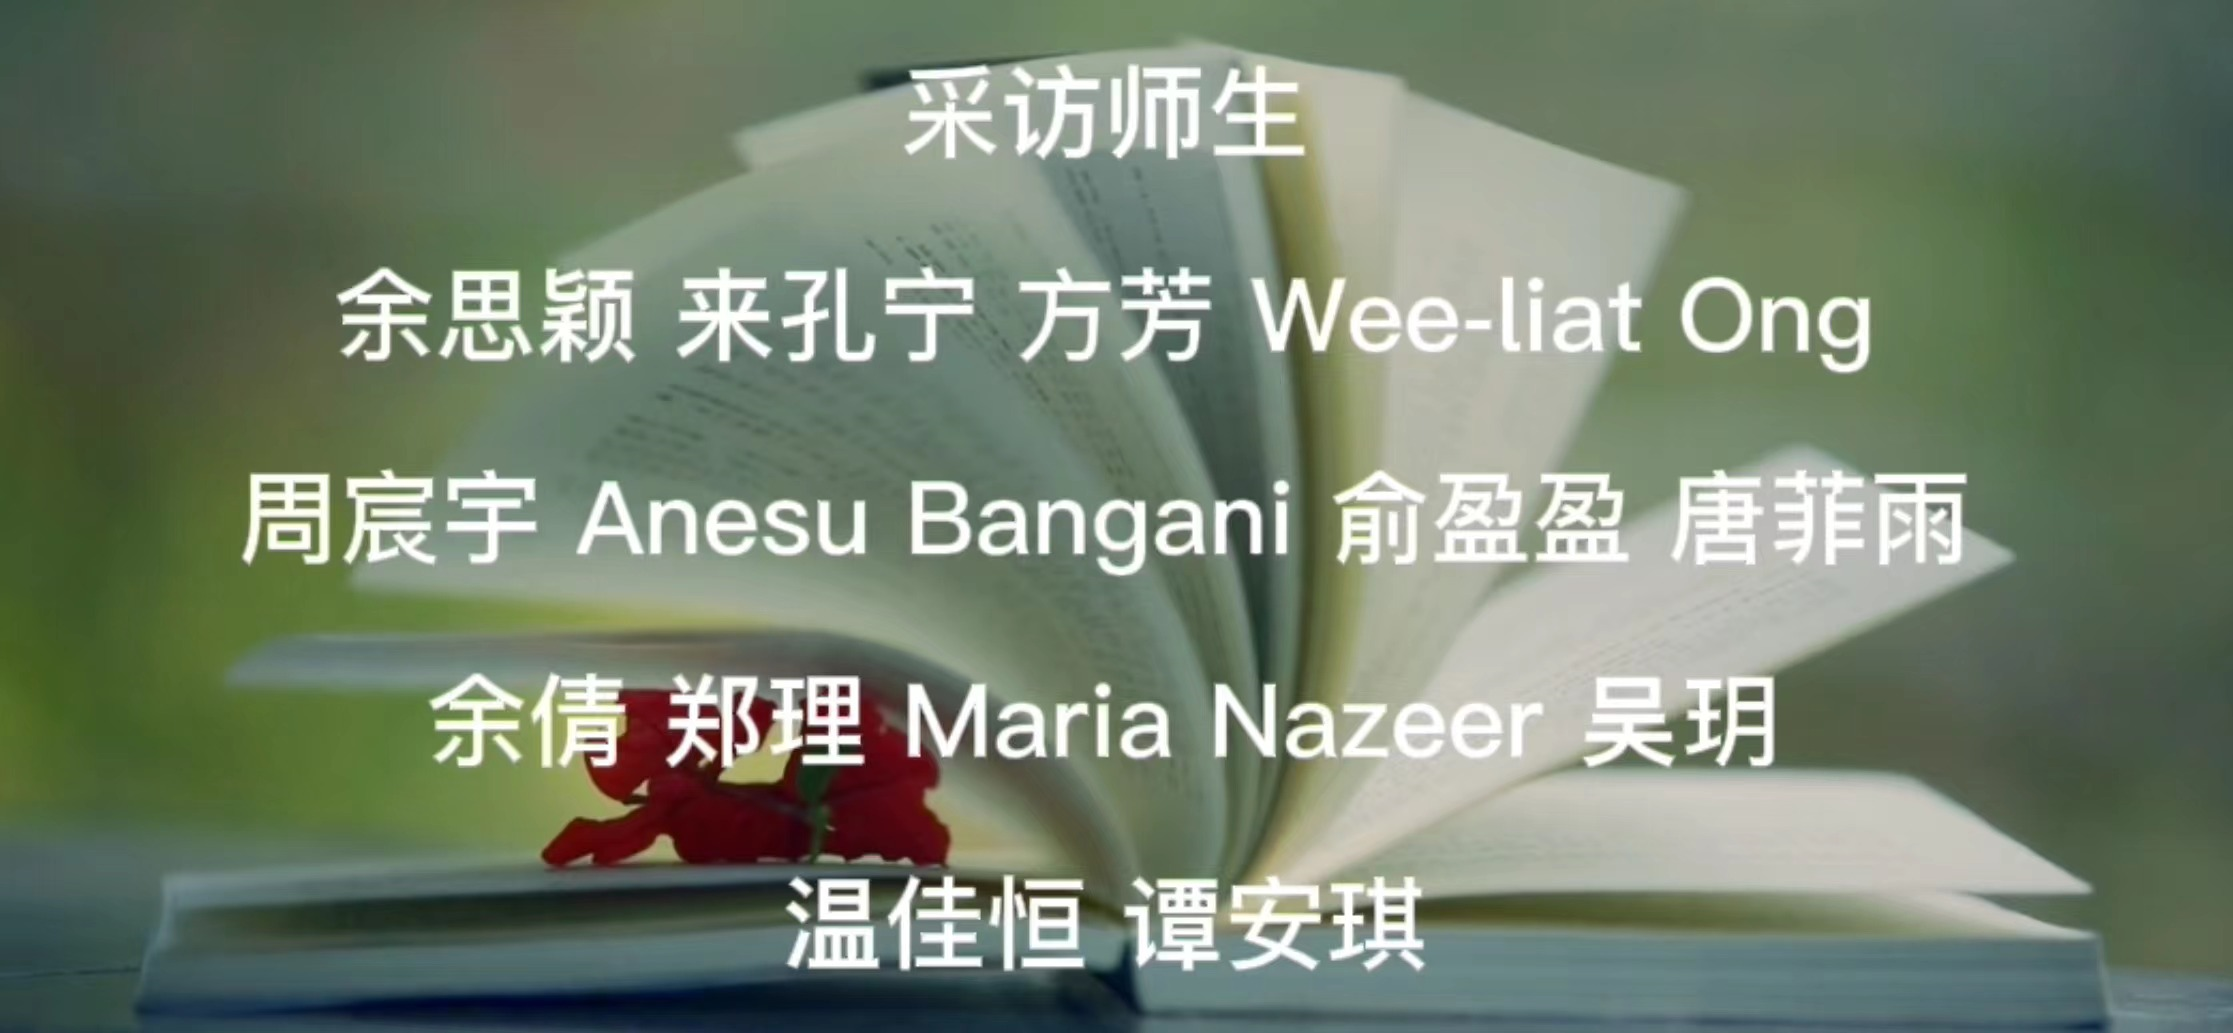 采访师生
余思颖 来孔宁 方芳 Wee-liat Ong
周宸宇 Anesu Bangani 俞盈盈 唐菲雨
余倩 郑理 Maria Nazeer 吴玥
温佳恒 谭安琪